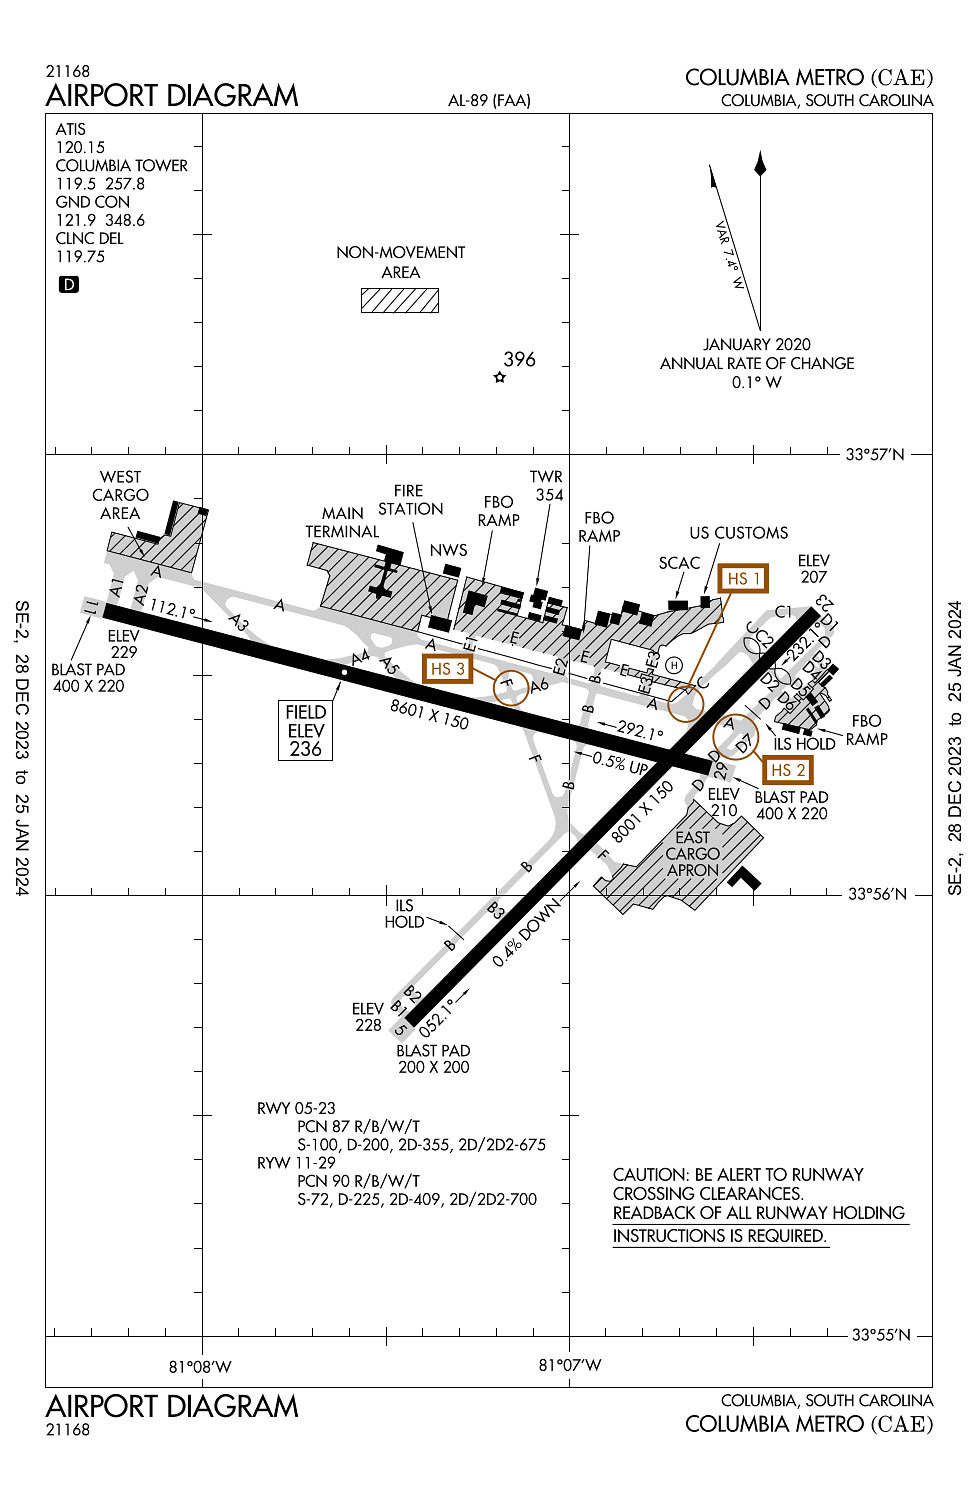 21168
AIRPORT DIAGRAM
AL-89 (FAA)
COLUMBIA METRO (CAE)
COLUMBIA, SOUTH CAROLINA
ATIS
120.15
COLUMBIA TOWER
119.5 257.8
GND CON
121.9 348.6
CLNC DEL
119.75
D
NON-MOVEMENT
AREA
396
VAR 7.4° W
JANUARY 2020
ANNUAL RATE OF CHANGE
0.1° W
33°57'N
WEST
CARGO
AREA
MAIN
TERMINAL
FIRE
STATION
NWS
FBO
RAMP
TWR
354
FBO
RAMP
US CUSTOMS
SCAC
HS 1
ELEV
207
23
A1
A2
A
A
A3
A4
A5
A
E1
E
E2
E
E
E3
E3
H
C
C
C1
C2
D1
D
D2
D3
D4
D5
D6
D
232.1°
11
112.1°
ELEV
229
BLAST PAD
400 X 220
HS 3
F
A6
A
B
B
8601 X 150
FIELD
ELEV
236
292.1°
0.5% UP
A
D7
D
D
29
ILS HOLD
FBO
RAMP
HS 2
ELEV
210
BLAST PAD
400 X 220
F
B
8001 X 150
EAST
CARGO
APRON
F
B
33°56'N
ILS
HOLD
B3
B
0.4% DOWN
B2
B1
5
052.1°
ELEV
228
BLAST PAD
200 X 200
RWY 05-23
PCN 87 R/B/W/T
S-100, D-200, 2D-355, 2D/2D2-675
RYW 11-29
PCN 90 R/B/W/T
S-72, D-225, 2D-409, 2D/2D2-700
CAUTION: BE ALERT TO RUNWAY
CROSSING CLEARANCES.
READBACK OF ALL RUNWAY HOLDING
INSTRUCTIONS IS REQUIRED.
33°55'N
81°08'W
81°07'W
SE-2, 28 DEC 2023 to 25 JAN 2024
SE-2, 28 DEC 2023 to 25 JAN 2024
AIRPORT DIAGRAM
21168
COLUMBIA, SOUTH CAROLINA
COLUMBIA METRO (CAE)